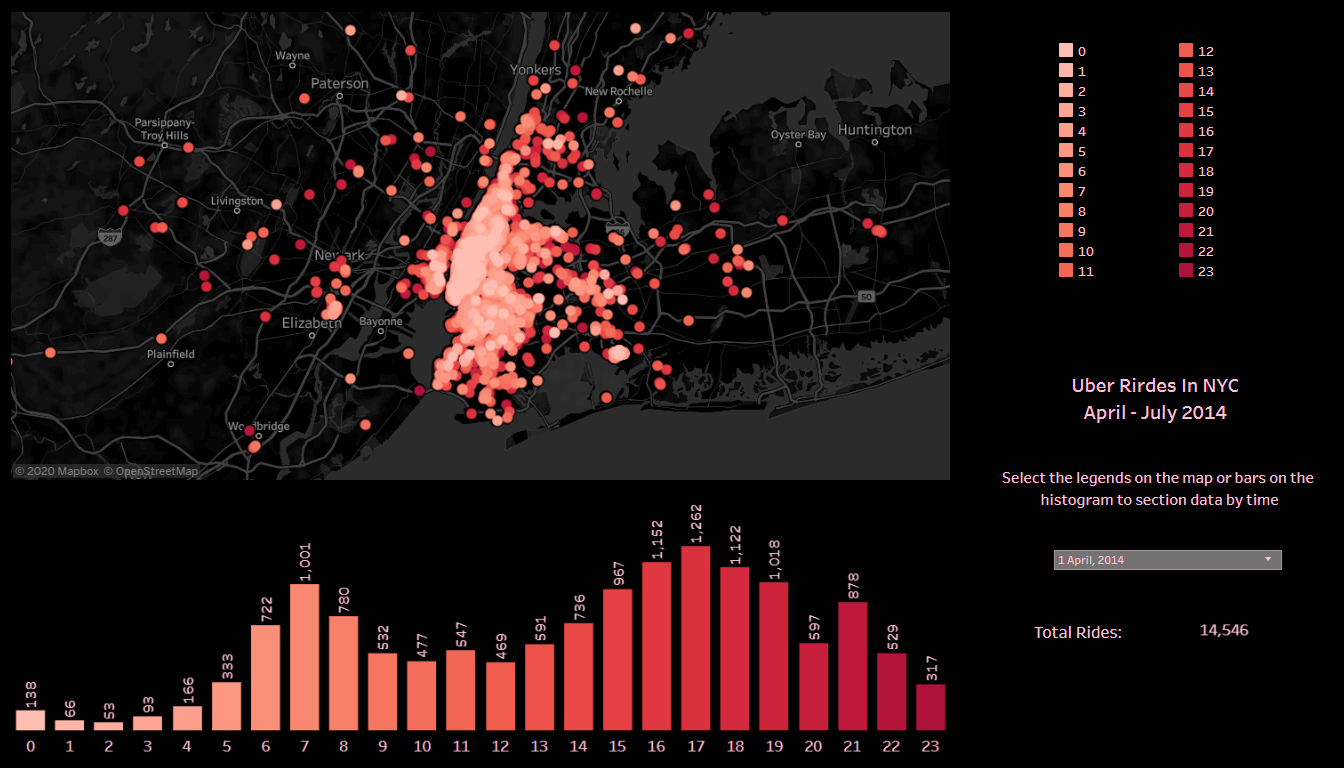 Wayne
Paterson
Yonkers
New Rochelle
Parsippany-
Troy Hills
Oyster Bay
Huntington
Livingston
287
Newark
50
Elizabeth
Bayonne
Plainfield
Woodbridge
© 2020 Mapbox © OpenStreetMap
0 12
1 13
2 14
3 15
4 16
5 17
6 18
7 19
8 20
9 21
10 22
11 23
Uber Rirdes In NYC
April - July 2014
Select the legends on the map or bars on the
histogram to section data by time
1 April, 2014
Total Rides: 14,546
138 66 53 93 166 333 722 1,001 780 532 477 547 469 591 736 967 1,152 1,262 1,122 1,018 597 878 529 317
0 1 2 3 4 5 6 7 8 9 10 11 12 13 14 15 16 17 18 19 20 21 22 23